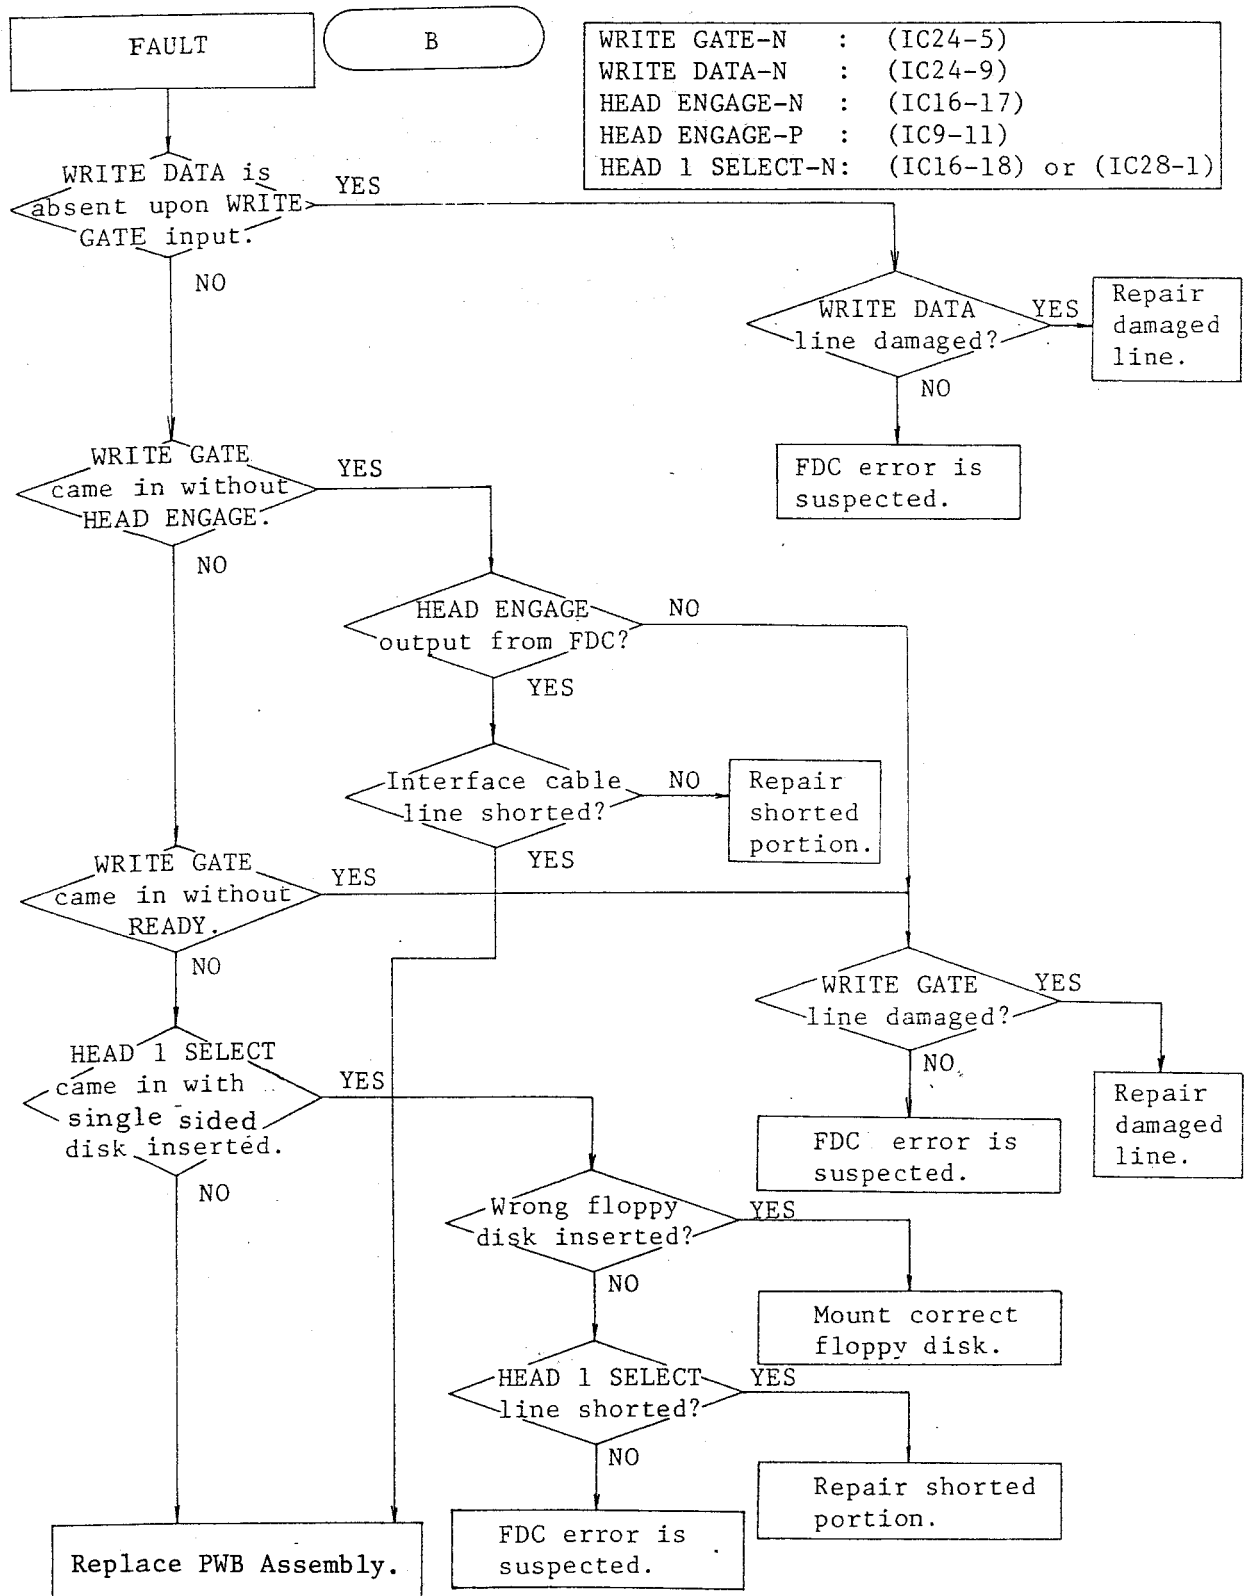 FAULT
B
WRITE GATE-N : (IC24-5)
WRITE DATA-N : (IC24-9)
HEAD ENGAGE-N : (IC16-17)
HEAD ENGAGE-P : (IC9-11)
HEAD 1 SELECT-N: (IC16-18) or (IC28-1)
WRITE DATA is
absent upon WRITE
GATE input.
YES
NO
WRITE DATA
line damaged?
YES
Repair
damaged
line.
NO
FDC error is
suspected.
WRITE GATE
came in without
HEAD ENGAGE.
YES
NO
HEAD ENGAGE
output from FDC?
NO
YES
Interface cable
line shorted?
NO
Repair
shorted
portion.
YES
WRITE GATE
came in without
READY.
YES
NO
WRITE GATE
line damaged?
YES
NO
Repair
damaged
line.
FDC error is
suspected.
HEAD 1 SELECT
came in with
single sided
disk inserted.
YES
NO
Wrong floppy
disk inserted?
YES
NO
Mount correct
floppy disk.
HEAD 1 SELECT
line shorted?
YES
NO
Repair shorted
portion.
FDC error is
suspected.
Replace PWB Assembly.